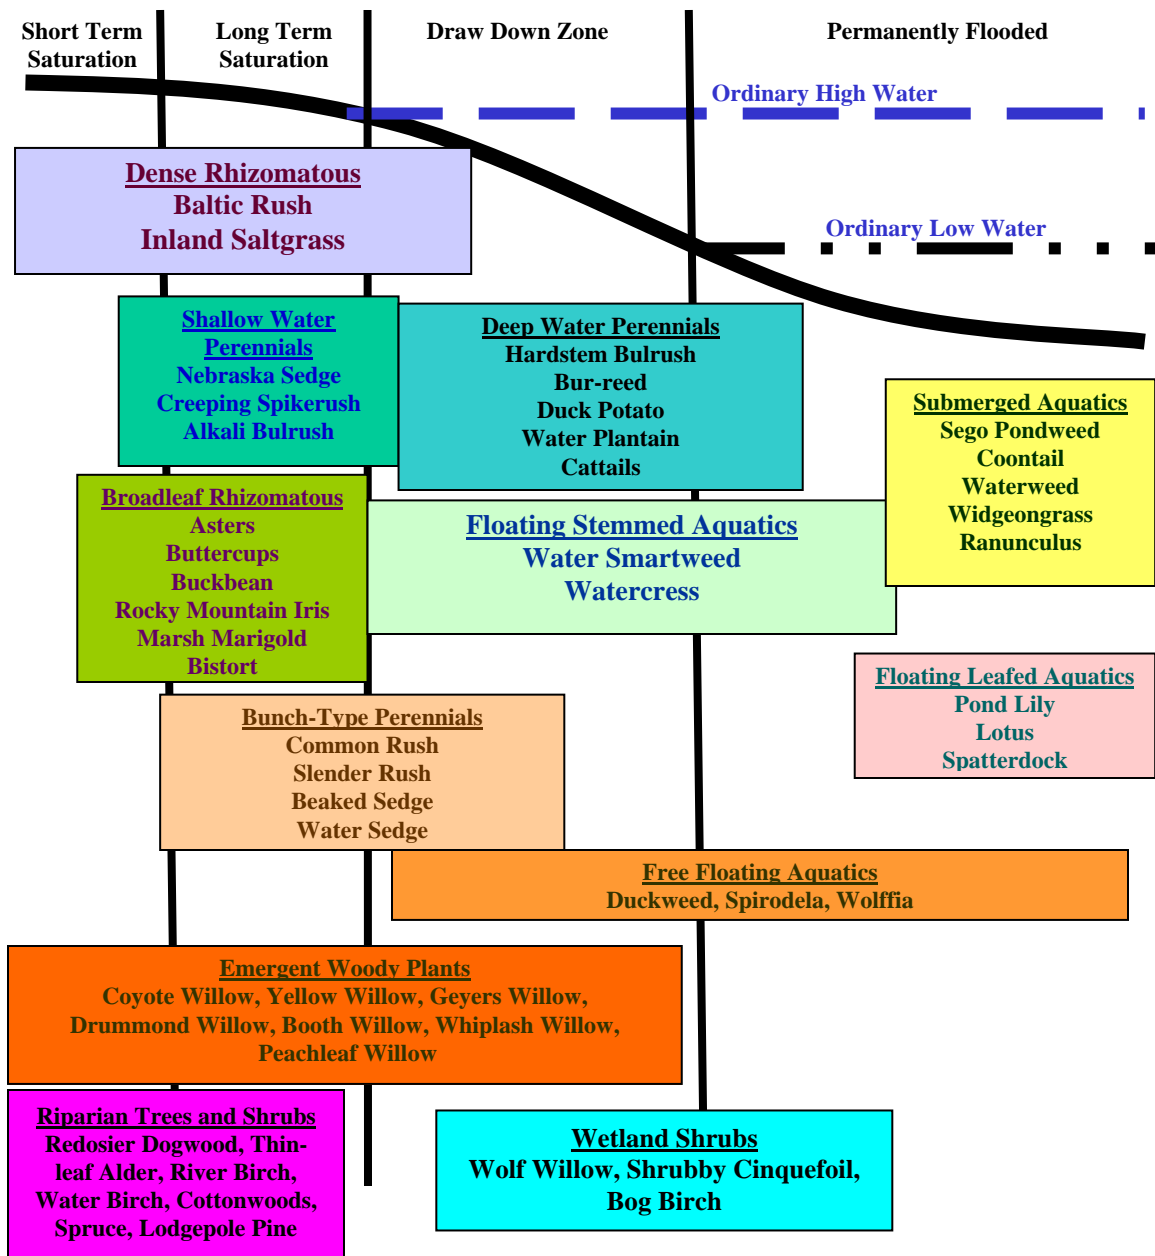 Short Term
Saturation
Long Term
Saturation
Draw Down Zone
Permanently Flooded
Ordinary High Water
Dense Rhizomatous
Baltic Rush
Inland Saltgrass
Ordinary Low Water
Shallow Water
Perennials
Nebraska Sedge
Creeping Spikerush
Alkali Bulrush
Deep Water Perennials
Hardstem Bulrush
Bur-reed
Duck Potato
Water Plantain
Cattails
Submerged Aquatics
Sego Pondweed
Coontail
Waterweed
Widgeongrass
Ranunculus
Broadleaf Rhizomatous
Asters
Buttercups
Buckbean
Rocky Mountain Iris
Marsh Marigold
Bistort
Floating Stemmed Aquatics
Water Smartweed
Watercress
Floating Leafed Aquatics
Pond Lily
Lotus
Spatterdock
Bunch-Type Perennials
Common Rush
Slender Rush
Beaked Sedge
Water Sedge
Free Floating Aquatics
Duckweed, Spirodela, Wolffia
Emergent Woody Plants
Coyote Willow, Yellow Willow, Geyers Willow,
Drummond Willow, Booth Willow, Whiplash Willow,
Peachleaf Willow
Riparian Trees and Shrubs
Redosier Dogwood, Thin-
leaf Alder, River Birch,
Water Birch, Cottonwoods,
Spruce, Lodgepole Pine
Wetland Shrubs
Wolf Willow, Shrubby Cinquefoil,
Bog Birch